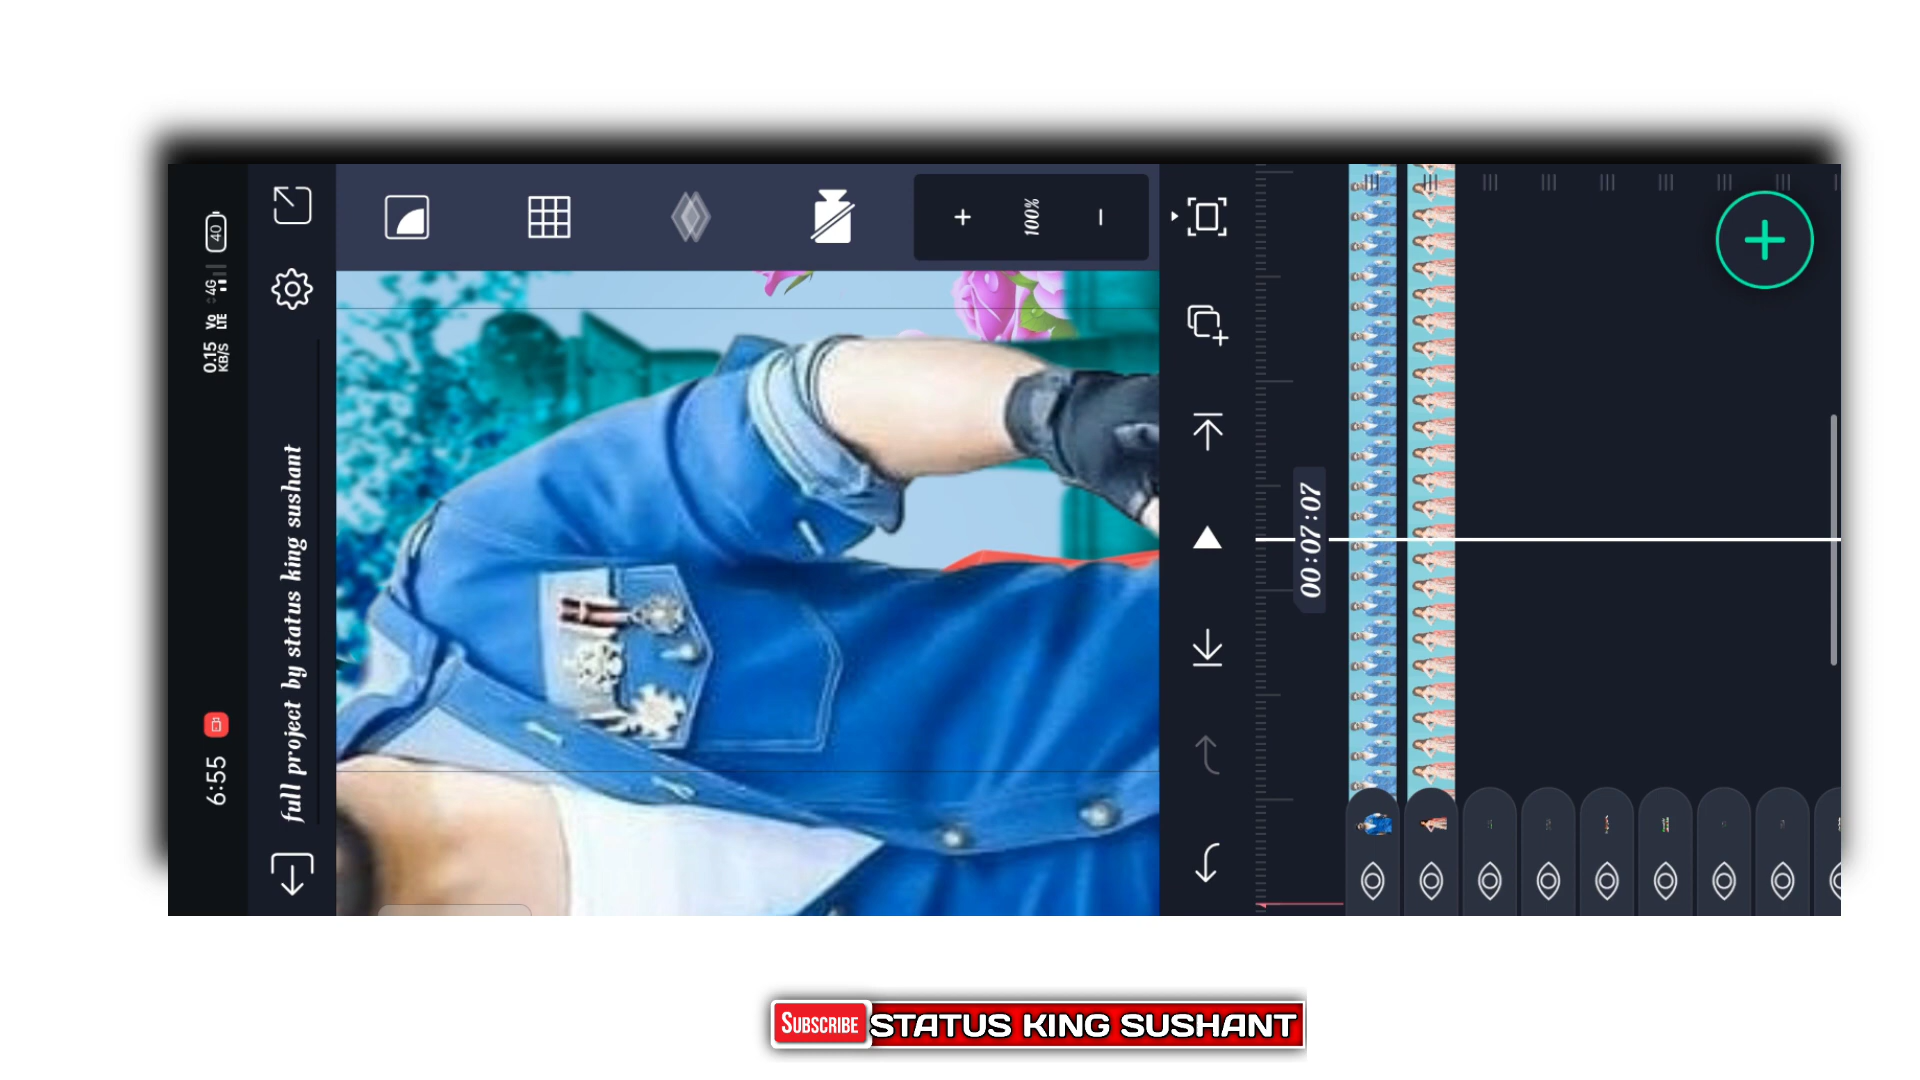 6:55
0.15 KB/S Vo LTE 4G 40
full project by status king sushant
+ 100% −
00:07:07
SUBSCRIBE STATUS KING SUSHANT